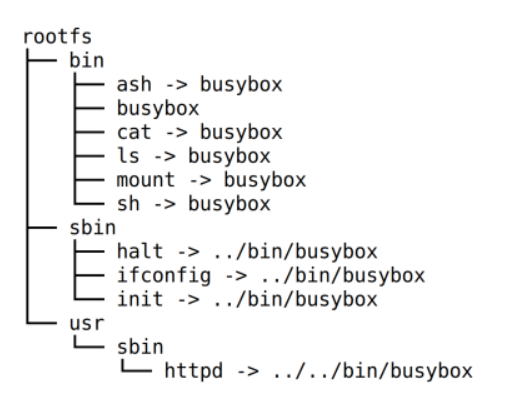 rootfs
bin
ash -> busybox
busybox
cat -> busybox
ls -> busybox
mount -> busybox
sh -> busybox
sbin
halt -> ../bin/busybox
ifconfig -> ../bin/busybox
init -> ../bin/busybox
usr
sbin
httpd -> ../../bin/busybox